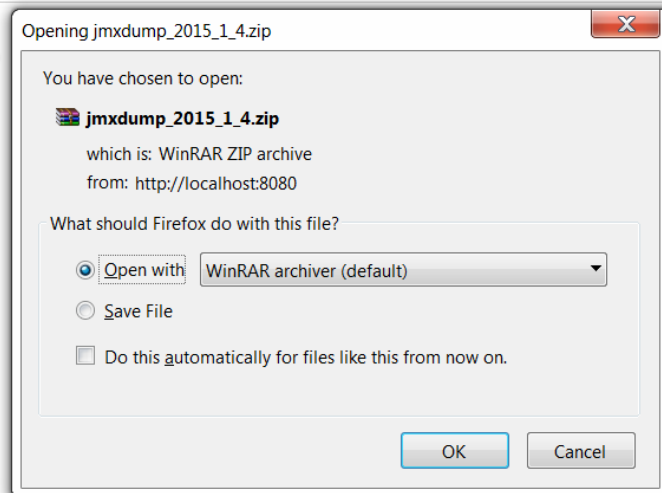 Opening jmxdump_2015_1_4.zip
You have chosen to open:
jmxdump_2015_1_4.zip
which is: WinRAR ZIP archive
from: http://localhost:8080
What should Firefox do with this file?
Open with WinRAR archiver (default)
Save File
Do this automatically for files like this from now on.
OK Cancel